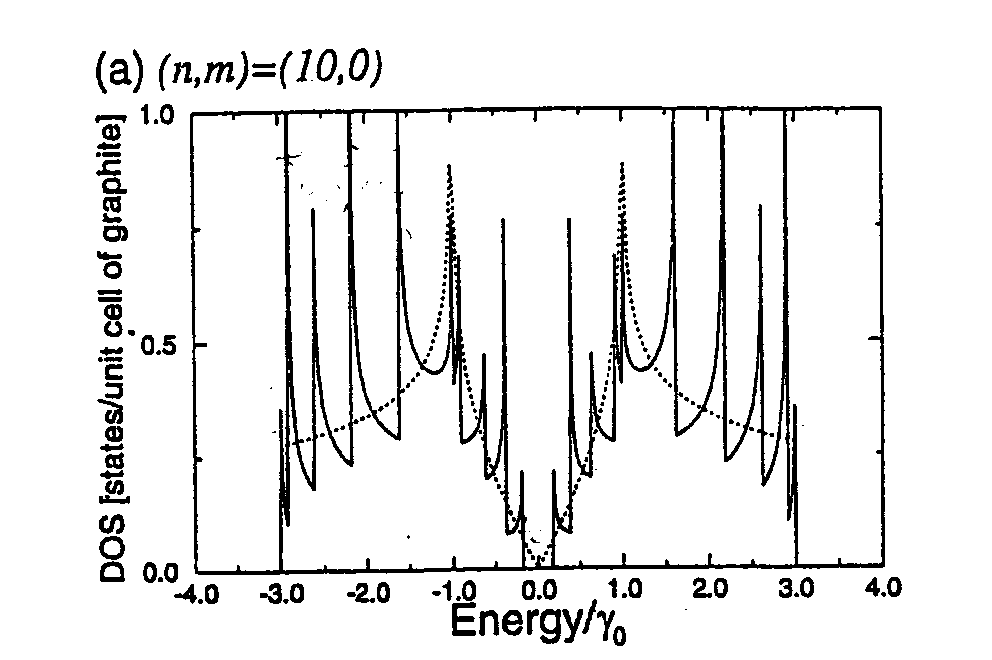 (a) (n,m)=(10,0)
DOS [states/unit cell of graphite]
1.0
0.5
0.0
-4.0 -3.0 -2.0 -1.0 0.0 1.0 2.0 3.0 4.0
Energy/γ₀